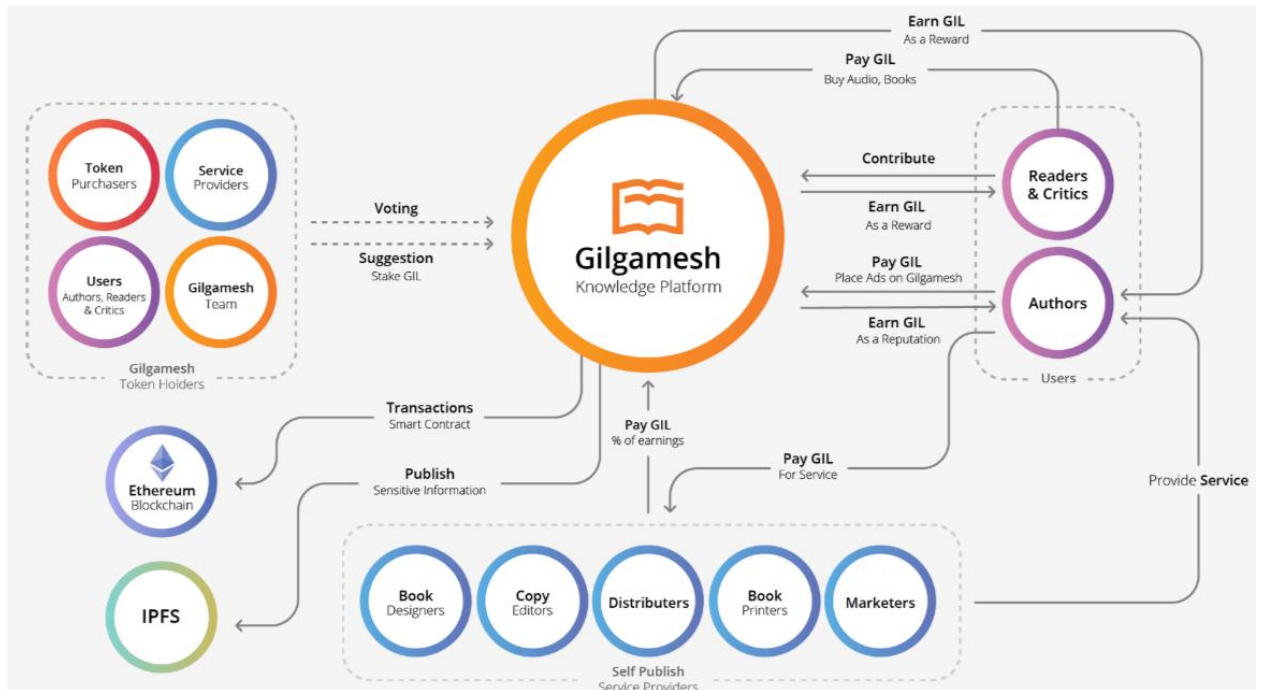 Earn GIL
As a Reward
Pay GIL
Buy Audio, Books
Token
Purchasers
Service
Providers
Users
Authors, Readers
& Critics
Gilgamesh
Team
Gilgamesh
Token Holders
Voting
Suggestion
Stake GIL
Gilgamesh
Knowledge Platform
Contribute
Earn GIL
As a Reward
Pay GIL
Place Ads on Gilgamesh
Earn GIL
As a Reputation
Readers
& Critics
Authors
Users
Transactions
Smart Contract
Publish
Sensitive Information
Pay GIL
% of earnings
Pay GIL
For Service
Provide Service
Ethereum
Blockchain
IPFS
Book
Designers
Copy
Editors
Distributers
Book
Printers
Marketers
Self Publish
Service Providers